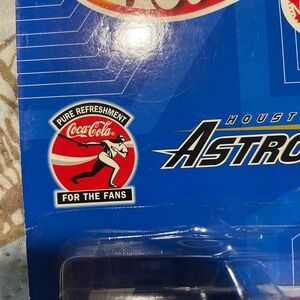 PURE REFRESHMENT
Coca-Cola
FOR THE FANS
HOUST
ASTRO